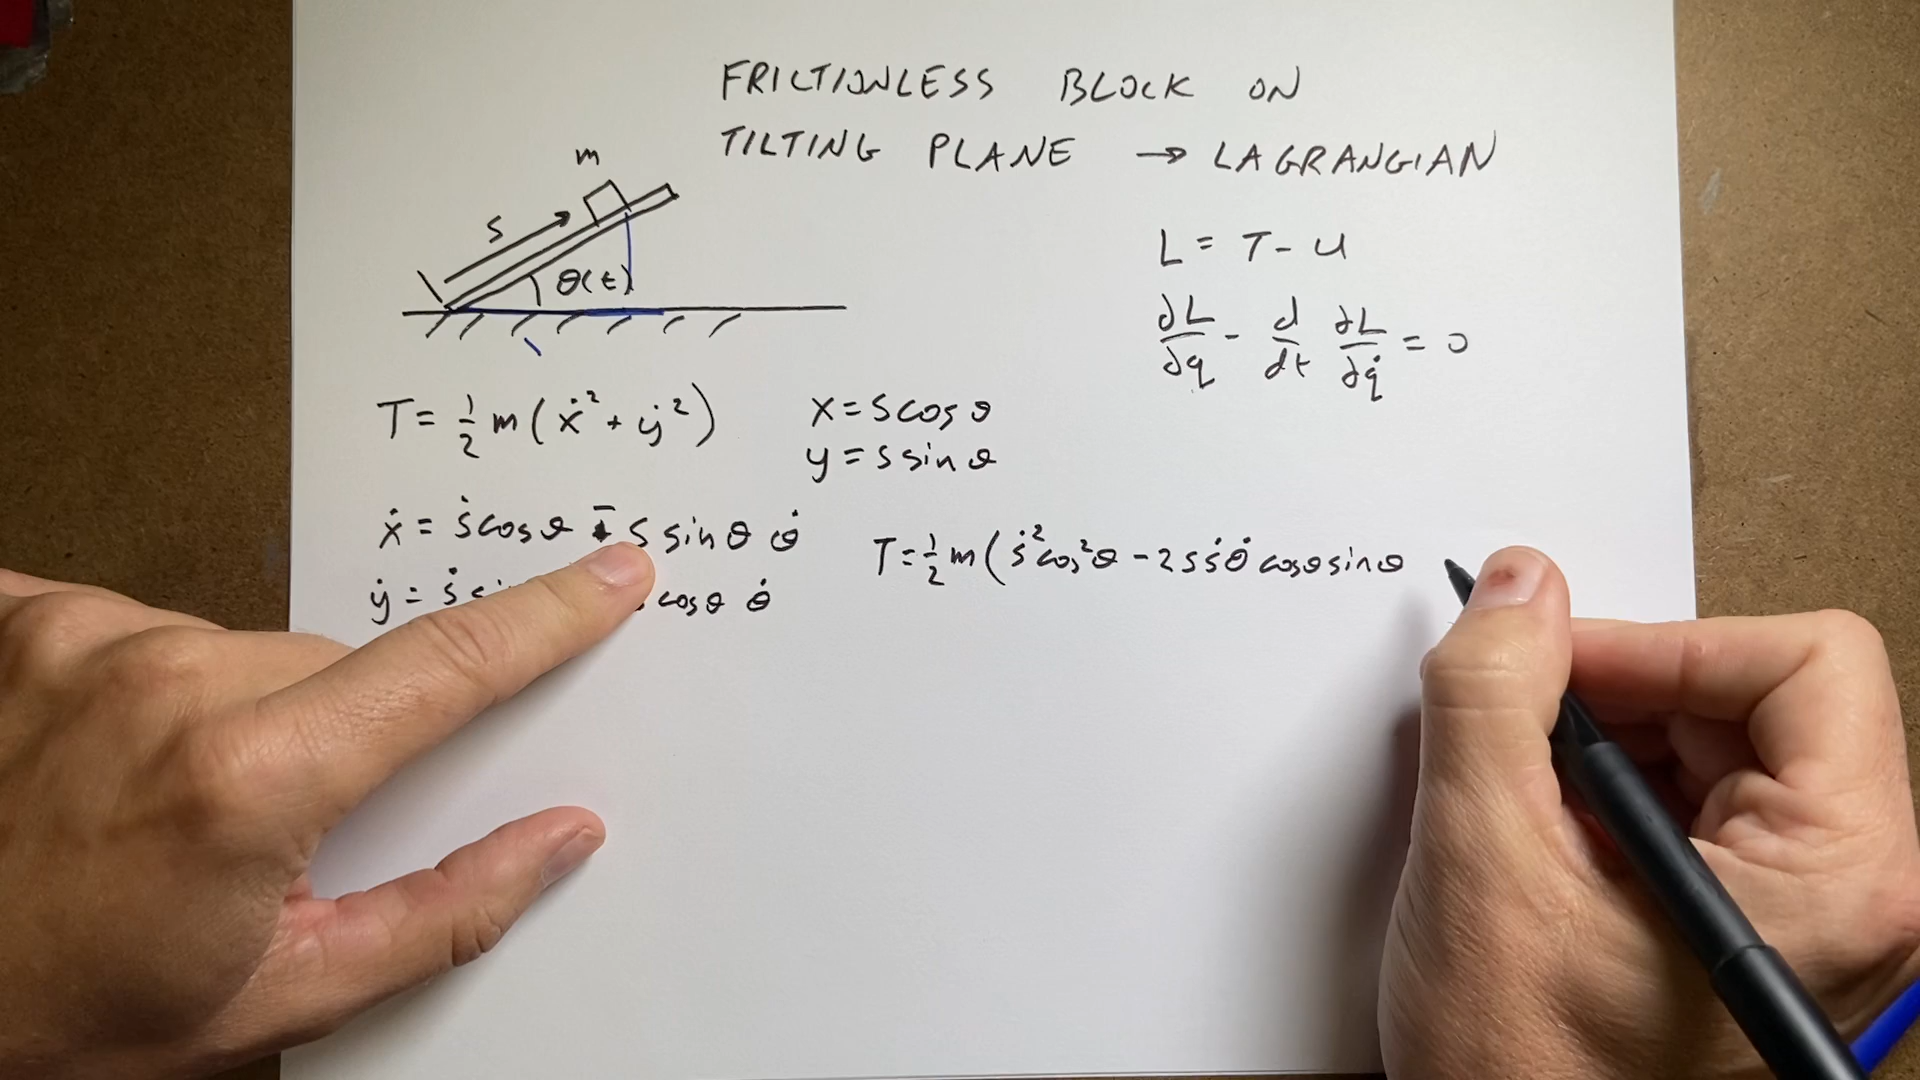 FRICTIONLESS BLOCK ON
TILTING PLANE → LAGRANGIAN
m
s
θ(t)
L = T - U
∂L/∂q - d/dt ∂L/∂q̇ = 0
T = 1/2 m(ẋ² + ẏ²)
x = s cos θ
y = s sin θ
ẋ = ṡ cos θ - s sin θ θ̇
ẏ = ṡ cos θ θ̇
T = 1/2 m(ṡ² cos² θ - 2 s ṡ θ̇ cos θ sin θ